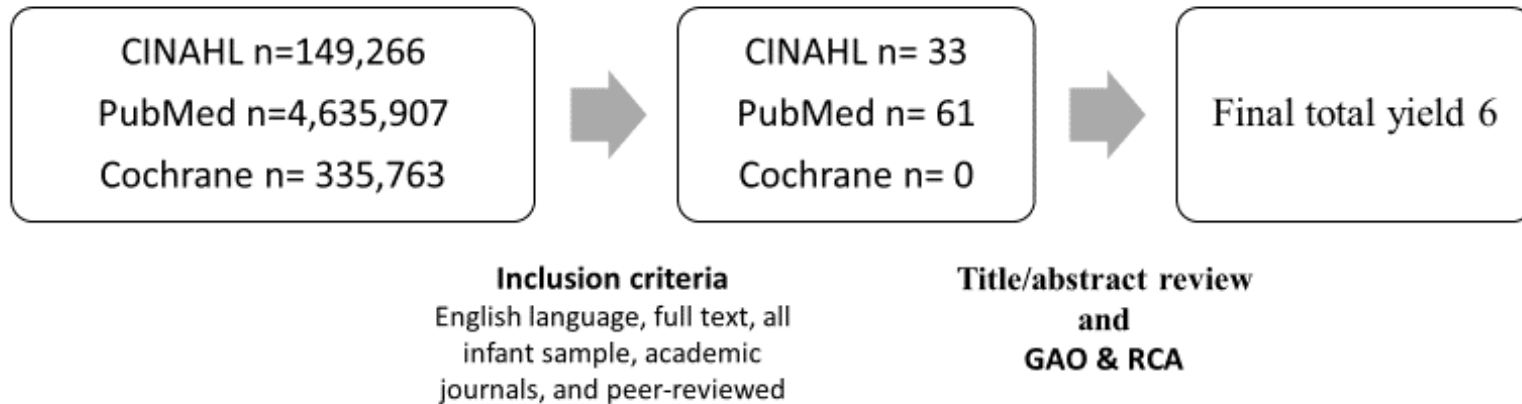 CINAHL n=149,266
PubMed n=4,635,907
Cochrane n= 335,763
CINAHL n= 33
PubMed n= 61
Cochrane n= 0
Final total yield 6
Inclusion criteria
English language, full text, all
infant sample, academic
journals, and peer-reviewed
Title/abstract review
and
GAO & RCA